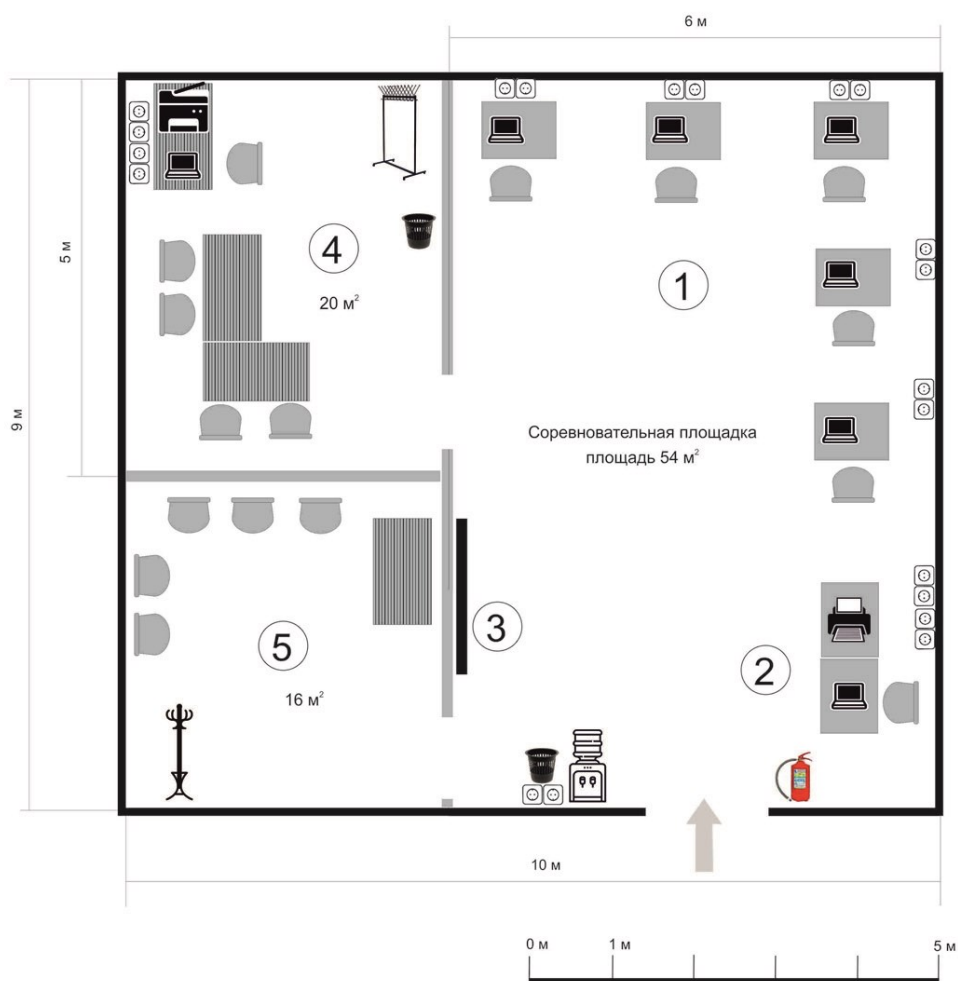 6 м
5 м
4
20 м²
1
9 м
Соревновательная площадка
площадь 54 м²
3
5
16 м²
2
10 м
0 м 1 м 5 м